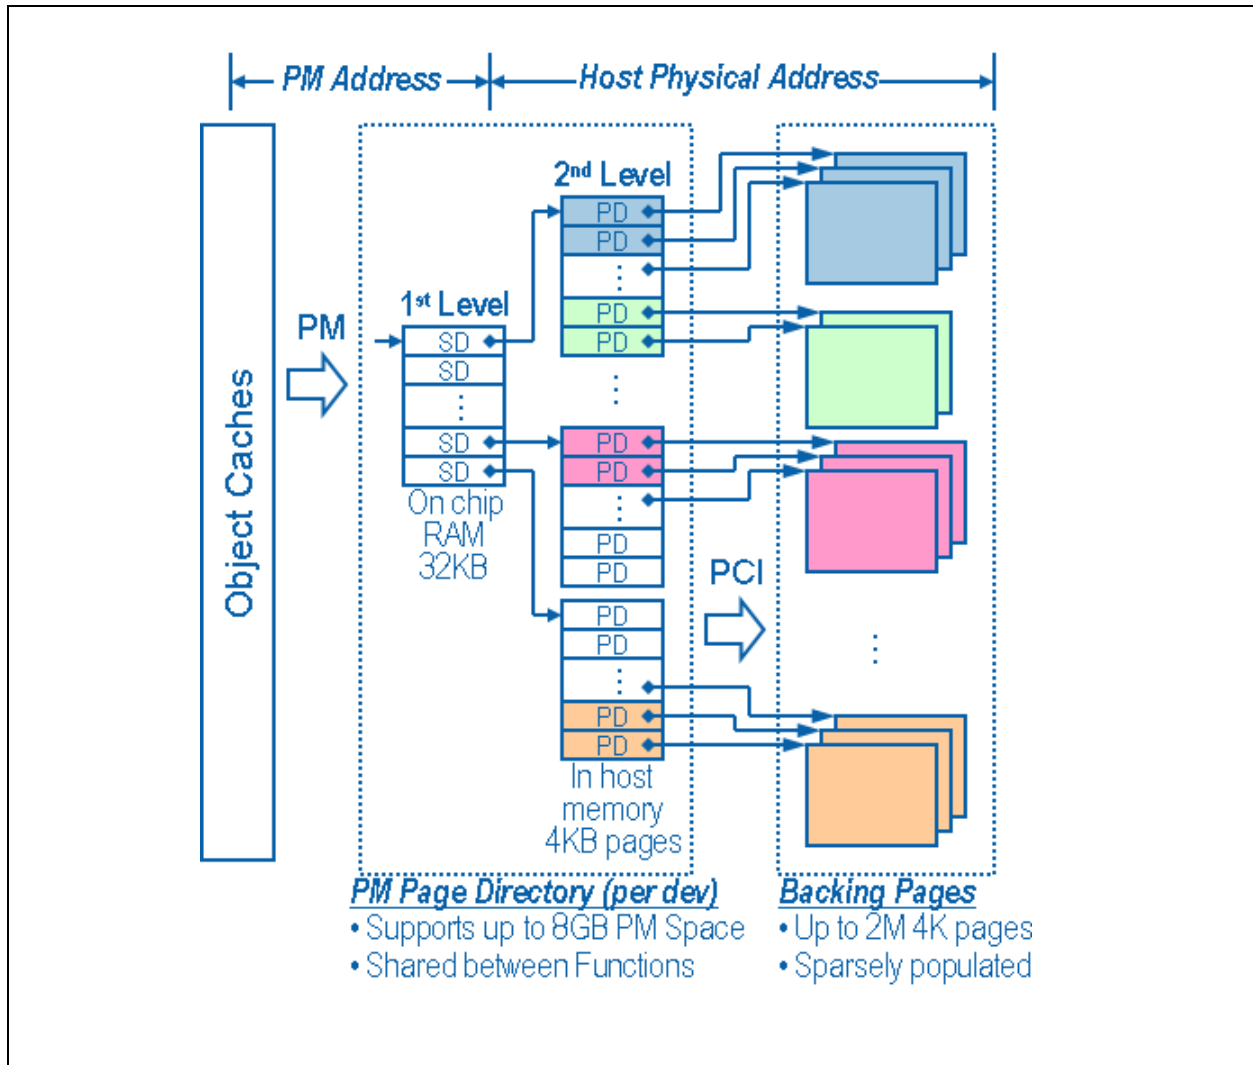 PM Address
Host Physical Address
Object Caches
PM
1st Level
SD
SD
⋮
SD
SD
On chip
RAM
32KB
2nd Level
PD
PD
⋮
PD
PD
⋮
PD
PD
⋮
PD
PD
PD
PD
⋮
PD
PD
In host
memory
4KB pages
PCI
⋮
PM Page Directory (per dev)
• Supports up to 8GB PM Space
• Shared between Functions
Backing Pages
• Up to 2M 4K pages
• Sparsely populated